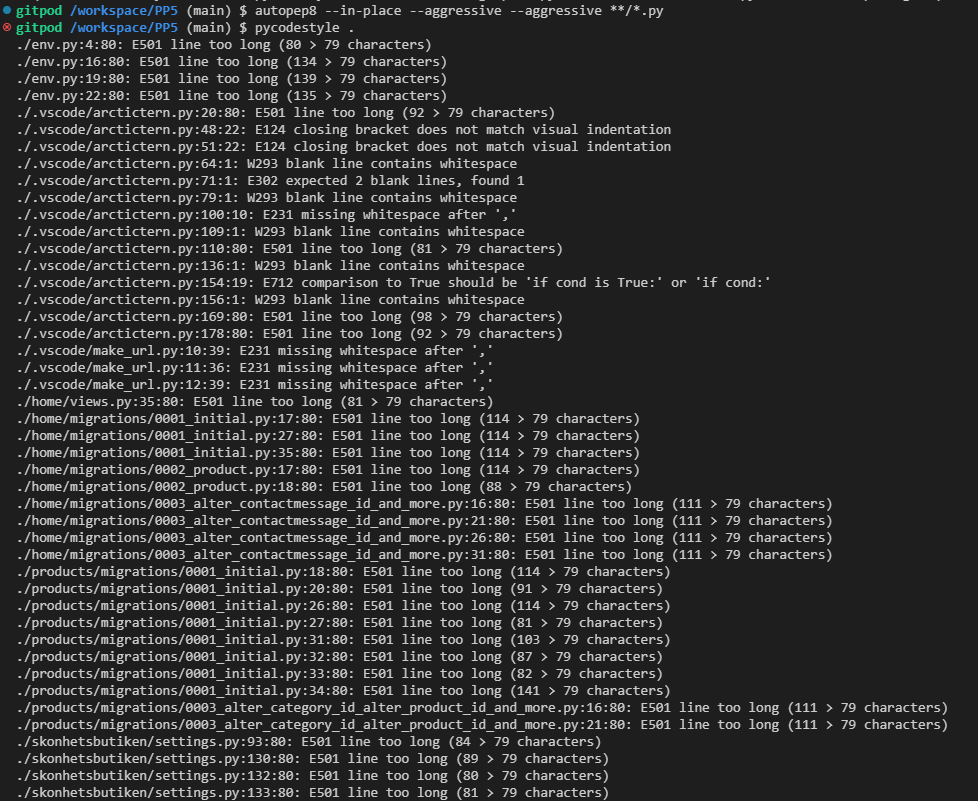 gitpod /workspace/PP5 (main) $ autopep8 --in-place --aggressive --aggressive **/*.py
gitpod /workspace/PP5 (main) $ pycodestyle .
./env.py:4:80: E501 line too long (80 > 79 characters)
./env.py:16:80: E501 line too long (134 > 79 characters)
./env.py:19:80: E501 line too long (139 > 79 characters)
./env.py:22:80: E501 line too long (135 > 79 characters)
./.vscode/arctictern.py:20:80: E501 line too long (92 > 79 characters)
./.vscode/arctictern.py:48:22: E124 closing bracket does not match visual indentation
./.vscode/arctictern.py:51:22: E124 closing bracket does not match visual indentation
./.vscode/arctictern.py:64:1: W293 blank line contains whitespace
./.vscode/arctictern.py:71:1: E302 expected 2 blank lines, found 1
./.vscode/arctictern.py:79:1: W293 blank line contains whitespace
./.vscode/arctictern.py:100:10: E231 missing whitespace after ','
./.vscode/arctictern.py:109:1: W293 blank line contains whitespace
./.vscode/arctictern.py:110:80: E501 line too long (81 > 79 characters)
./.vscode/arctictern.py:136:1: W293 blank line contains whitespace
./.vscode/arctictern.py:154:19: E712 comparison to True should be 'if cond is True:' or 'if cond:'
./.vscode/arctictern.py:156:1: W293 blank line contains whitespace
./.vscode/arctictern.py:169:80: E501 line too long (98 > 79 characters)
./.vscode/arctictern.py:178:80: E501 line too long (92 > 79 characters)
./.vscode/make_url.py:10:39: E231 missing whitespace after ','
./.vscode/make_url.py:11:36: E231 missing whitespace after ','
./.vscode/make_url.py:12:39: E231 missing whitespace after ','
./home/views.py:35:80: E501 line too long (81 > 79 characters)
./home/migrations/0001_initial.py:17:80: E501 line too long (114 > 79 characters)
./home/migrations/0001_initial.py:27:80: E501 line too long (114 > 79 characters)
./home/migrations/0001_initial.py:35:80: E501 line too long (114 > 79 characters)
./home/migrations/0002_product.py:17:80: E501 line too long (114 > 79 characters)
./home/migrations/0002_product.py:18:80: E501 line too long (88 > 79 characters)
./home/migrations/0003_alter_contactmessage_id_and_more.py:16:80: E501 line too long (111 > 79 characters)
./home/migrations/0003_alter_contactmessage_id_and_more.py:21:80: E501 line too long (111 > 79 characters)
./home/migrations/0003_alter_contactmessage_id_and_more.py:26:80: E501 line too long (111 > 79 characters)
./home/migrations/0003_alter_contactmessage_id_and_more.py:31:80: E501 line too long (111 > 79 characters)
./products/migrations/0001_initial.py:18:80: E501 line too long (114 > 79 characters)
./products/migrations/0001_initial.py:20:80: E501 line too long (91 > 79 characters)
./products/migrations/0001_initial.py:26:80: E501 line too long (114 > 79 characters)
./products/migrations/0001_initial.py:27:80: E501 line too long (81 > 79 characters)
./products/migrations/0001_initial.py:31:80: E501 line too long (103 > 79 characters)
./products/migrations/0001_initial.py:32:80: E501 line too long (87 > 79 characters)
./products/migrations/0001_initial.py:33:80: E501 line too long (82 > 79 characters)
./products/migrations/0001_initial.py:34:80: E501 line too long (141 > 79 characters)
./products/migrations/0003_alter_category_id_alter_product_id_and_more.py:16:80: E501 line too long (111 > 79 characters)
./products/migrations/0003_alter_category_id_alter_product_id_and_more.py:21:80: E501 line too long (111 > 79 characters)
./skonhetsbutiken/settings.py:93:80: E501 line too long (84 > 79 characters)
./skonhetsbutiken/settings.py:130:80: E501 line too long (89 > 79 characters)
./skonhetsbutiken/settings.py:132:80: E501 line too long (80 > 79 characters)
./skonhetsbutiken/settings.py:133:80: E501 line too long (81 > 79 characters)